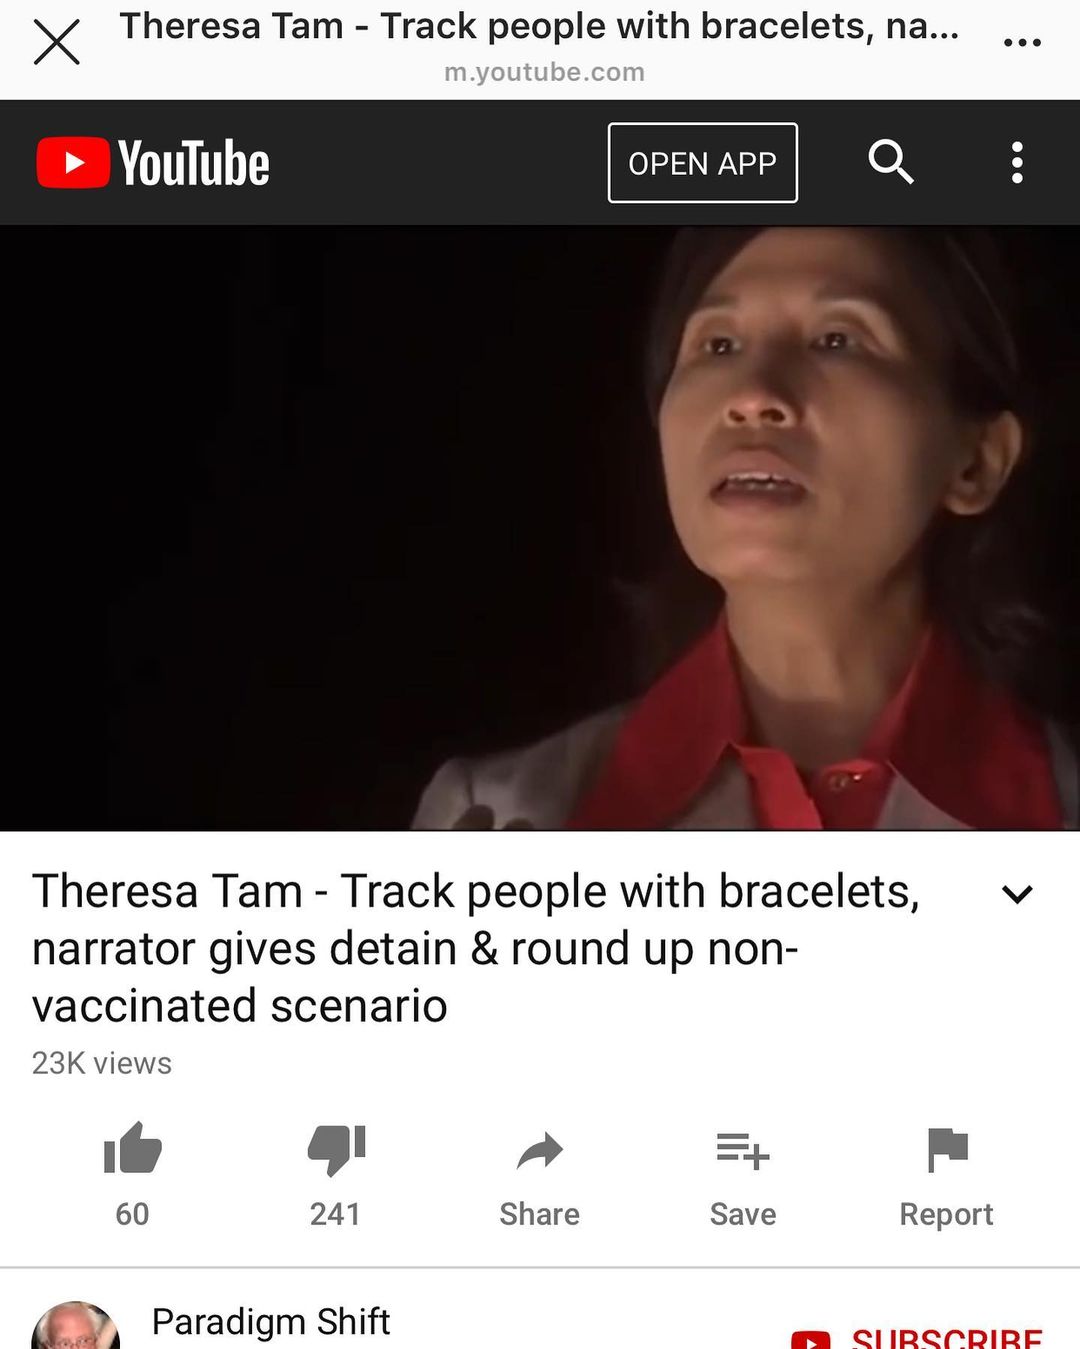 Theresa Tam - Track people with bracelets, na...
m.youtube.com
YouTube
OPEN APP
Theresa Tam - Track people with bracelets,
narrator gives detain & round up non-
vaccinated scenario
23K views
60
241
Share
Save
Report
Paradigm Shift
SUBSCRIBE